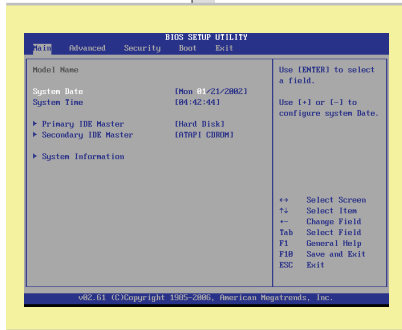 BIOS SETUP UTILITY
Main Advanced Security Boot Exit
Model Name
System Date [Mon 01/21/2002]
System Time [04:42:44]
▶ Primary IDE Master [Hard Disk]
▶ Secondary IDE Master [ATAPI CDROM]
▶ System Information
Use [ENTER] to select
a field.
Use [+] or [-] to
configure system Date.
↔ Select Screen
↑↓ Select Item
+- Change Field
Tab Select Field
F1 General Help
F10 Save and Exit
ESC Exit
v02.61 (C)Copyright 1985-2006, American Megatrends, Inc.